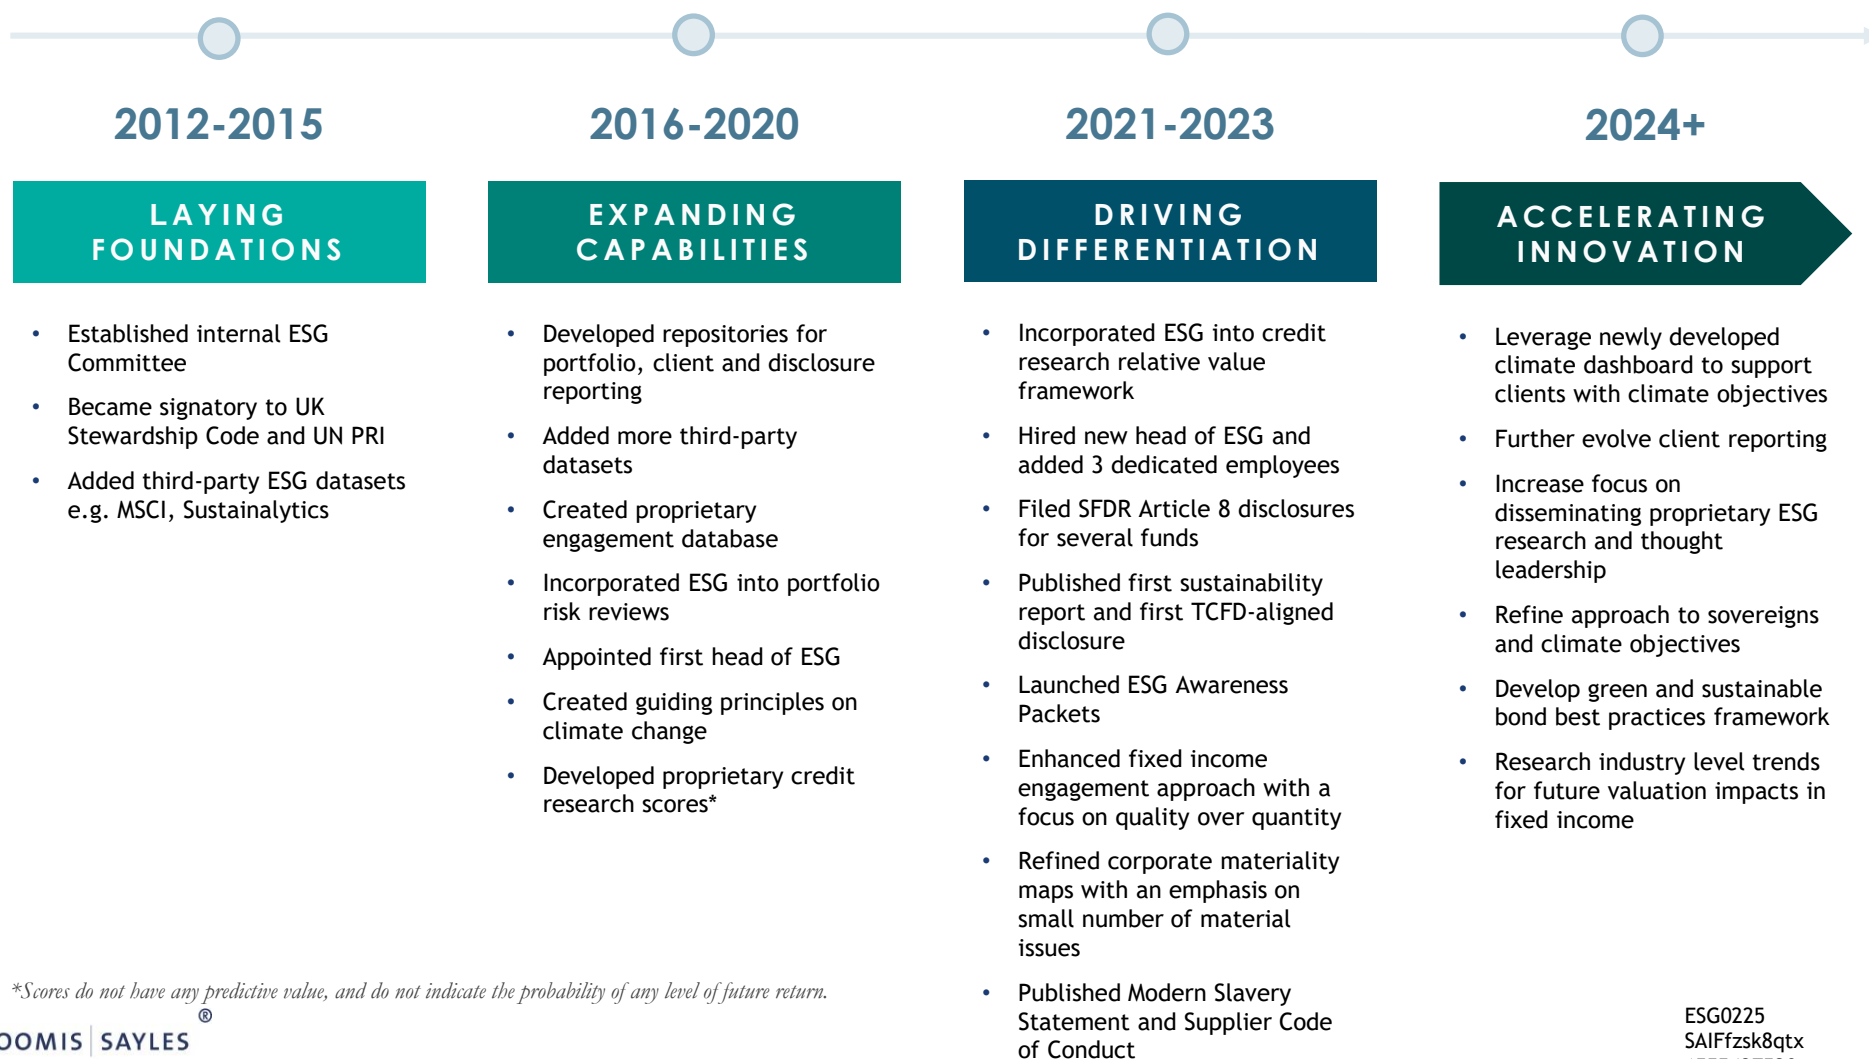 2012-2015
LAYING
FOUNDATIONS
• Established internal ESG
Committee
• Became signatory to UK
Stewardship Code and UN PRI
• Added third-party ESG datasets
e.g. MSCI, Sustainalytics
2016-2020
EXPANDING
CAPABILITIES
• Developed repositories for
portfolio, client and disclosure
reporting
• Added more third-party
datasets
• Created proprietary
engagement database
• Incorporated ESG into portfolio
risk reviews
• Appointed first head of ESG
• Created guiding principles on
climate change
• Developed proprietary credit
research scores*
2021-2023
DRIVING
DIFFERENTIATION
• Incorporated ESG into credit
research relative value
framework
• Hired new head of ESG and
added 3 dedicated employees
• Filed SFDR Article 8 disclosures
for several funds
• Published first sustainability
report and first TCFD-aligned
disclosure
• Launched ESG Awareness
Packets
• Enhanced fixed income
engagement approach with a
focus on quality over quantity
• Refined corporate materiality
maps with an emphasis on
small number of material
issues
• Published Modern Slavery
Statement and Supplier Code
of Conduct
2024+
ACCELERATING
INNOVATION
• Leverage newly developed
climate dashboard to support
clients with climate objectives
• Further evolve client reporting
• Increase focus on
disseminating proprietary ESG
research and thought
leadership
• Refine approach to sovereigns
and climate objectives
• Develop green and sustainable
bond best practices framework
• Research industry level trends
for future valuation impacts in
fixed income
*Scores do not have any predictive value, and do not indicate the probability of any level of future return.
OOMIS | SAYLES ®
ESG0225
SAIFfzsk8qtx